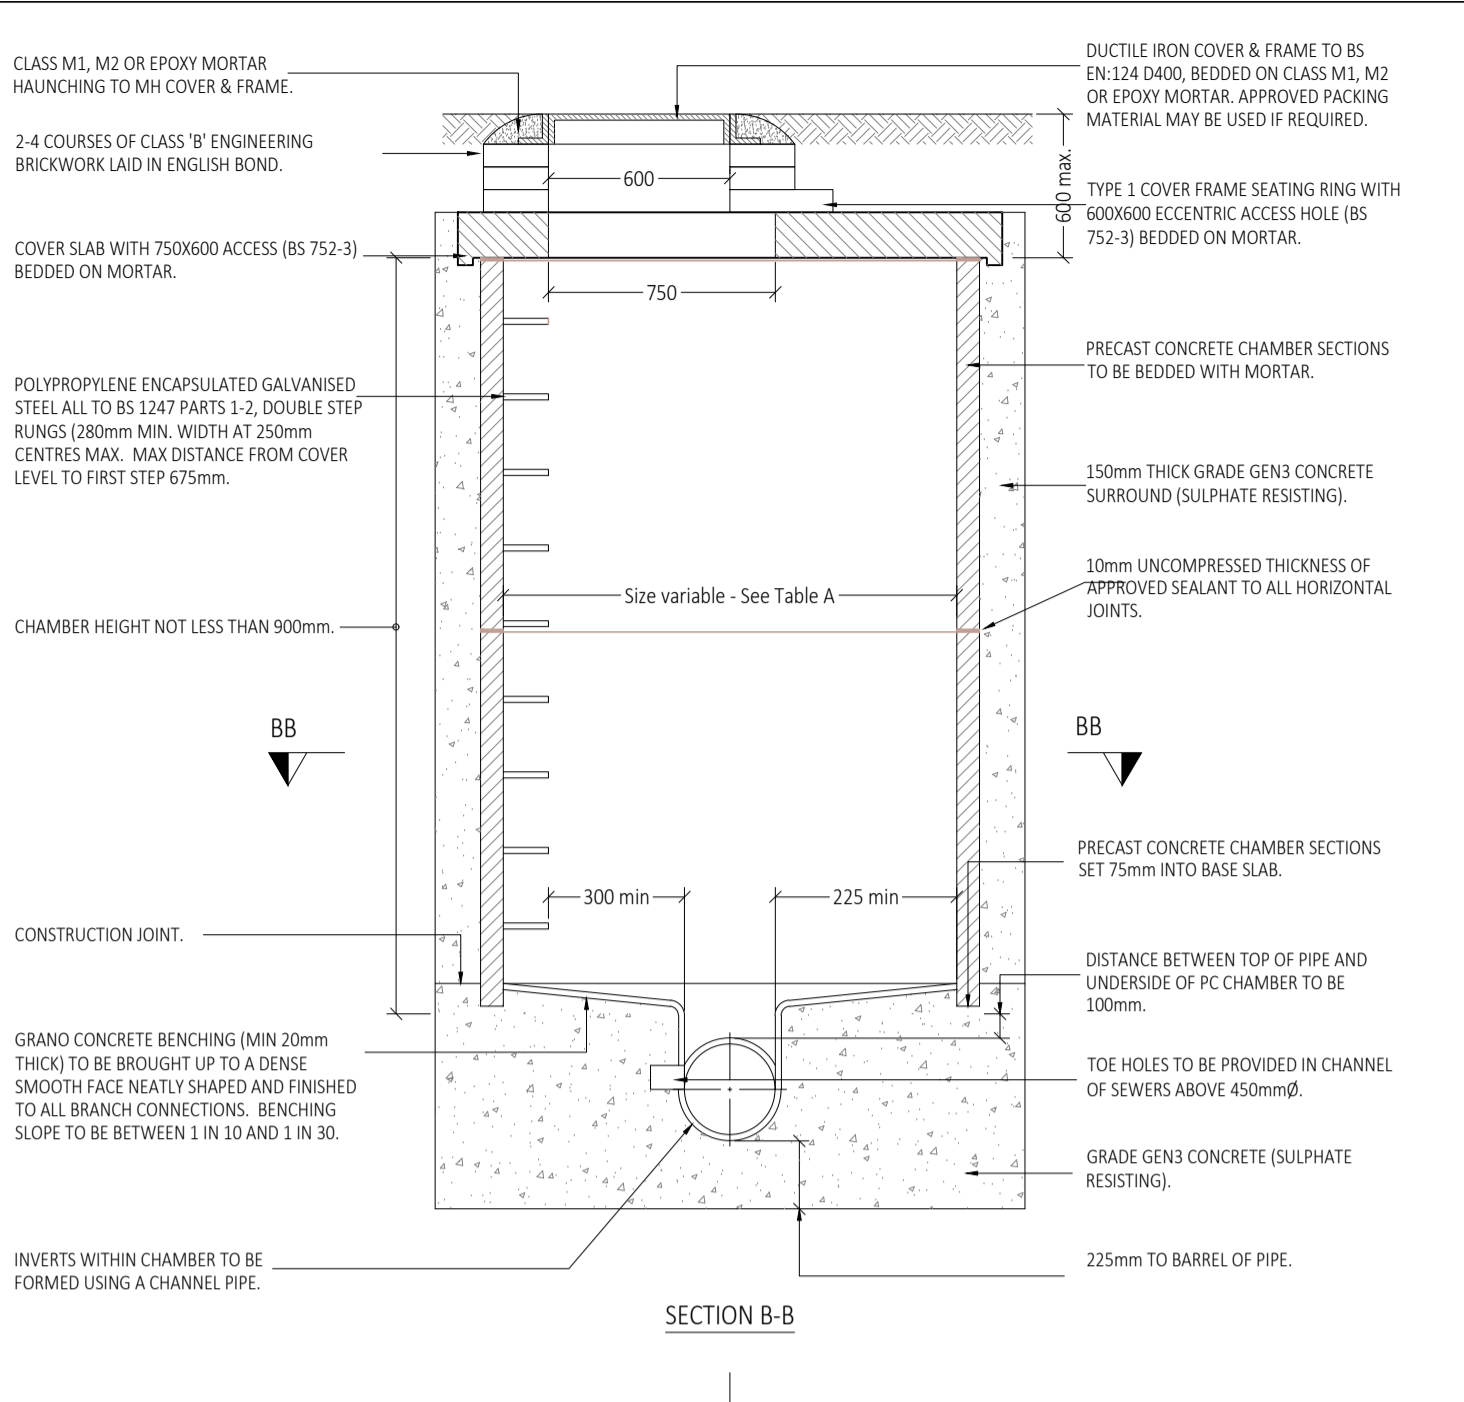 CLASS M1, M2 OR EPOXY MORTAR
HAUNCHING TO MH COVER & FRAME.
2-4 COURSES OF CLASS 'B' ENGINEERING
BRICKWORK LAID IN ENGLISH BOND.
COVER SLAB WITH 750X600 ACCESS (BS 752-3)
BEDDED ON MORTAR.
POLYPROPYLENE ENCAPSULATED GALVANISED
STEEL ALL TO BS 1247 PARTS 1-2, DOUBLE STEP
RUNGS (280mm MIN. WIDTH AT 250mm
CENTRES MAX. MAX DISTANCE FROM COVER
LEVEL TO FIRST STEP 675mm.
CHAMBER HEIGHT NOT LESS THAN 900mm.
BB
CONSTRUCTION JOINT.
GRANO CONCRETE BENCHING (MIN 20mm
THICK) TO BE BROUGHT UP TO A DENSE
SMOOTH FACE NEATLY SHAPED AND FINISHED
TO ALL BRANCH CONNECTIONS. BENCHING
SLOPE TO BE BETWEEN 1 IN 10 AND 1 IN 30.
INVERTS WITHIN CHAMBER TO BE
FORMED USING A CHANNEL PIPE.
600
750
Size variable - See Table A
300 min
225 min
600 max.
DUCTILE IRON COVER & FRAME TO BS
EN:124 D400, BEDDED ON CLASS M1, M2
OR EPOXY MORTAR. APPROVED PACKING
MATERIAL MAY BE USED IF REQUIRED.
TYPE 1 COVER FRAME SEATING RING WITH
600X600 ECCENTRIC ACCESS HOLE (BS
752-3) BEDDED ON MORTAR.
PRECAST CONCRETE CHAMBER SECTIONS
TO BE BEDDED WITH MORTAR.
150mm THICK GRADE GEN3 CONCRETE
SURROUND (SULPHATE RESISTING).
10mm UNCOMPRESSED THICKNESS OF
APPROVED SEALANT TO ALL HORIZONTAL
JOINTS.
BB
PRECAST CONCRETE CHAMBER SECTIONS
SET 75mm INTO BASE SLAB.
DISTANCE BETWEEN TOP OF PIPE AND
UNDERSIDE OF PC CHAMBER TO BE
100mm.
TOE HOLES TO BE PROVIDED IN CHANNEL
OF SEWERS ABOVE 450mmØ.
GRADE GEN3 CONCRETE (SULPHATE
RESISTING).
225mm TO BARREL OF PIPE.
SECTION B-B